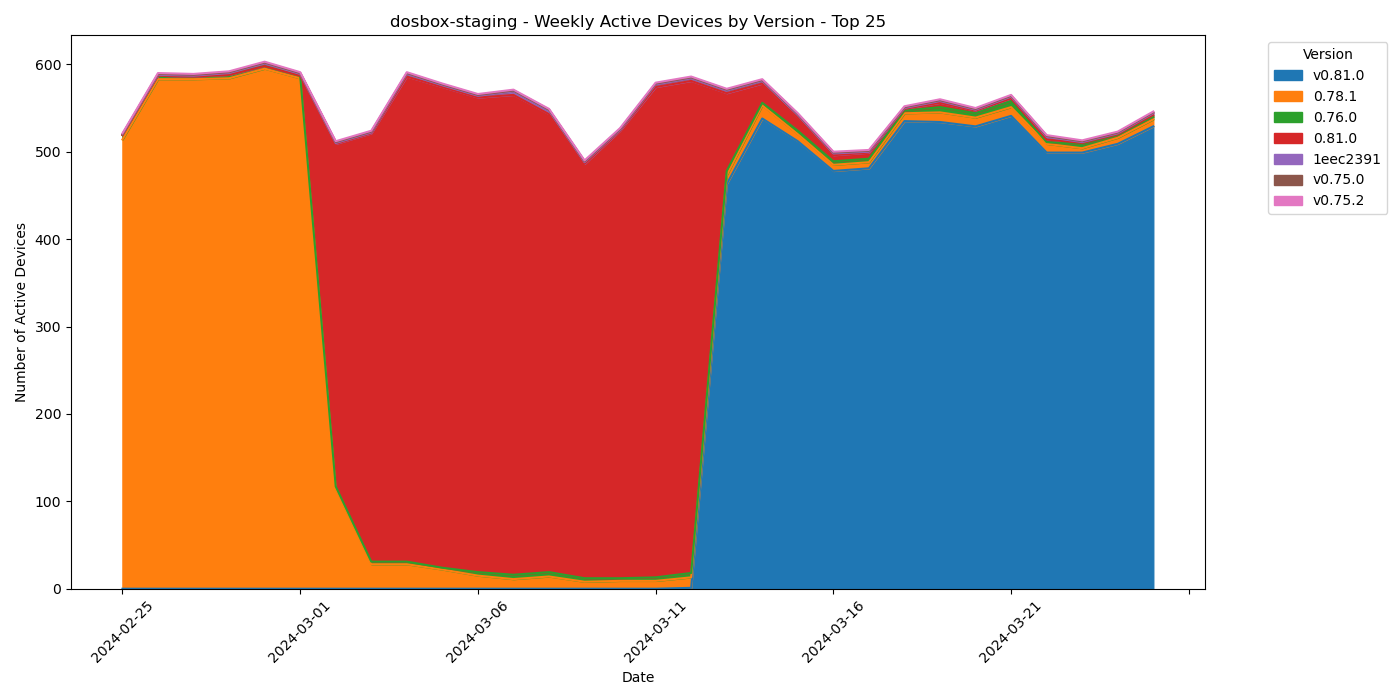 dosbox-staging - Weekly Active Devices by Version - Top 25
Number of Active Devices
600
500
400
300
200
100
0
2024-02-25
2024-03-01
2024-03-06
2024-03-11
2024-03-16
2024-03-21
Date
Version
v0.81.0
0.78.1
0.76.0
0.81.0
1eec2391
v0.75.0
v0.75.2